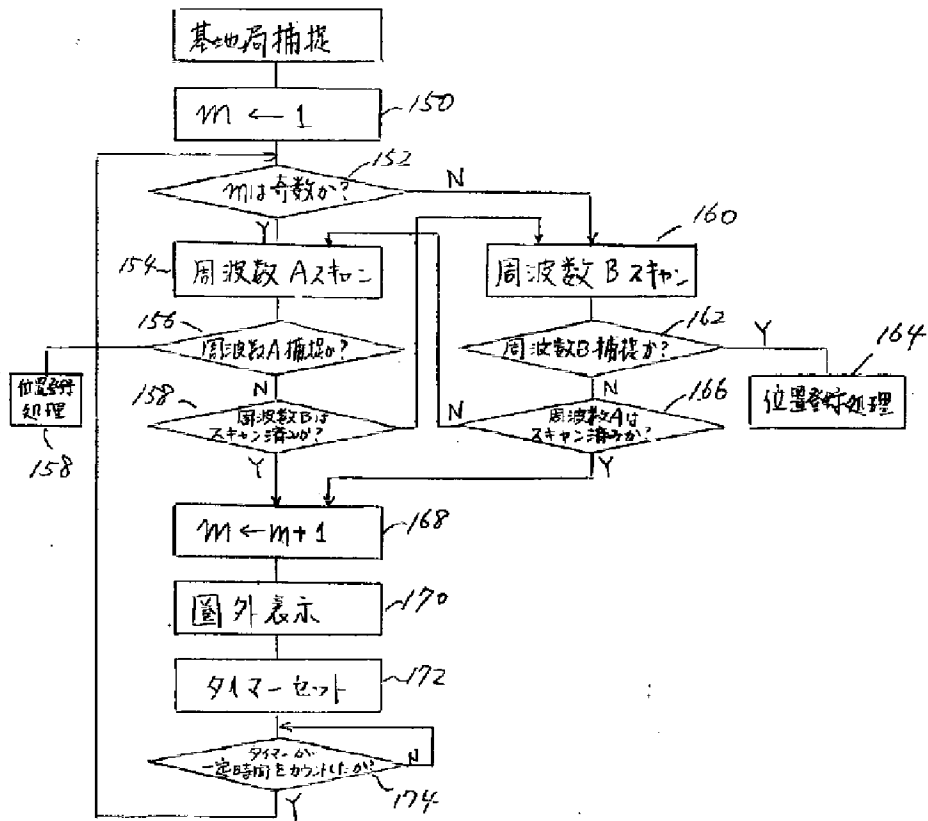 基地局捕捉
m ← 1
150
mは奇数か?
152
N
Y
周波数Aスキャン
154
周波数Bスキャン
160
周波数A捕捉か?
156
周波数B捕捉か?
162
Y
位置登録
処理
158
N
周波数Bは
スキャン済みか?
158
N
周波数Aは
スキャン済みか?
166
N
位置登録処理
164
Y
Y
m ← m+1
168
圏外表示
170
タイマーセット
172
タイマーが
一定時間をカウントしたか?
N
174
Y